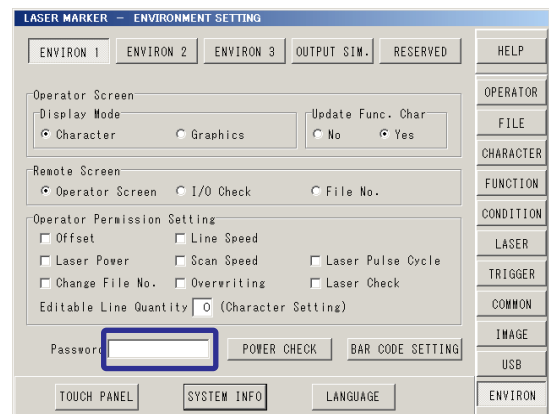 LASER MARKER – ENVIRONMENT SETTING
ENVIRON 1 ENVIRON 2 ENVIRON 3 OUTPUT SIM. RESERVED HELP
Operator Screen OPERATOR
Display Mode Update Func. Char FILE
Character Graphics No Yes
CHARACTER
Remote Screen
Operator Screen I/O Check File No. FUNCTION
Operator Permission Setting CONDITION
Offset Line Speed LASER
Laser Power Scan Speed Laser Pulse Cycle TRIGGER
Change File No. Overwriting Laser Check
Editable Line Quantity 0 (Character Setting) COMMON
IMAGE
Password POWER CHECK BAR CODE SETTING
USB
TOUCH PANEL SYSTEM INFO LANGUAGE ENVIRON